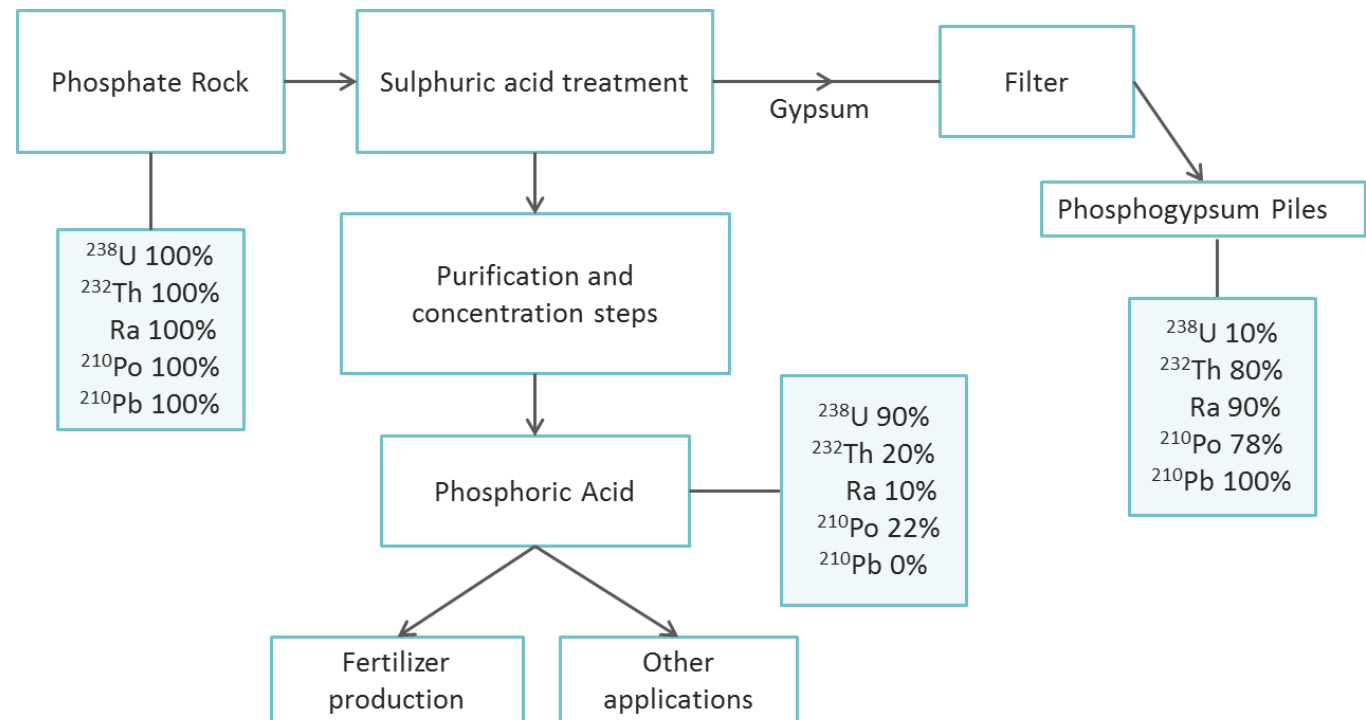 Phosphate Rock
Sulphuric acid treatment
Gypsum
Filter
Phosphogypsum Piles
²³⁸U 100%
²³²Th 100%
Ra 100%
²¹⁰Po 100%
²¹⁰Pb 100%
Purification and
concentration steps
²³⁸U 10%
²³²Th 80%
Ra 90%
²¹⁰Po 78%
²¹⁰Pb 100%
Phosphoric Acid
²³⁸U 90%
²³²Th 20%
Ra 10%
²¹⁰Po 22%
²¹⁰Pb 0%
Fertilizer
production
Other
applications